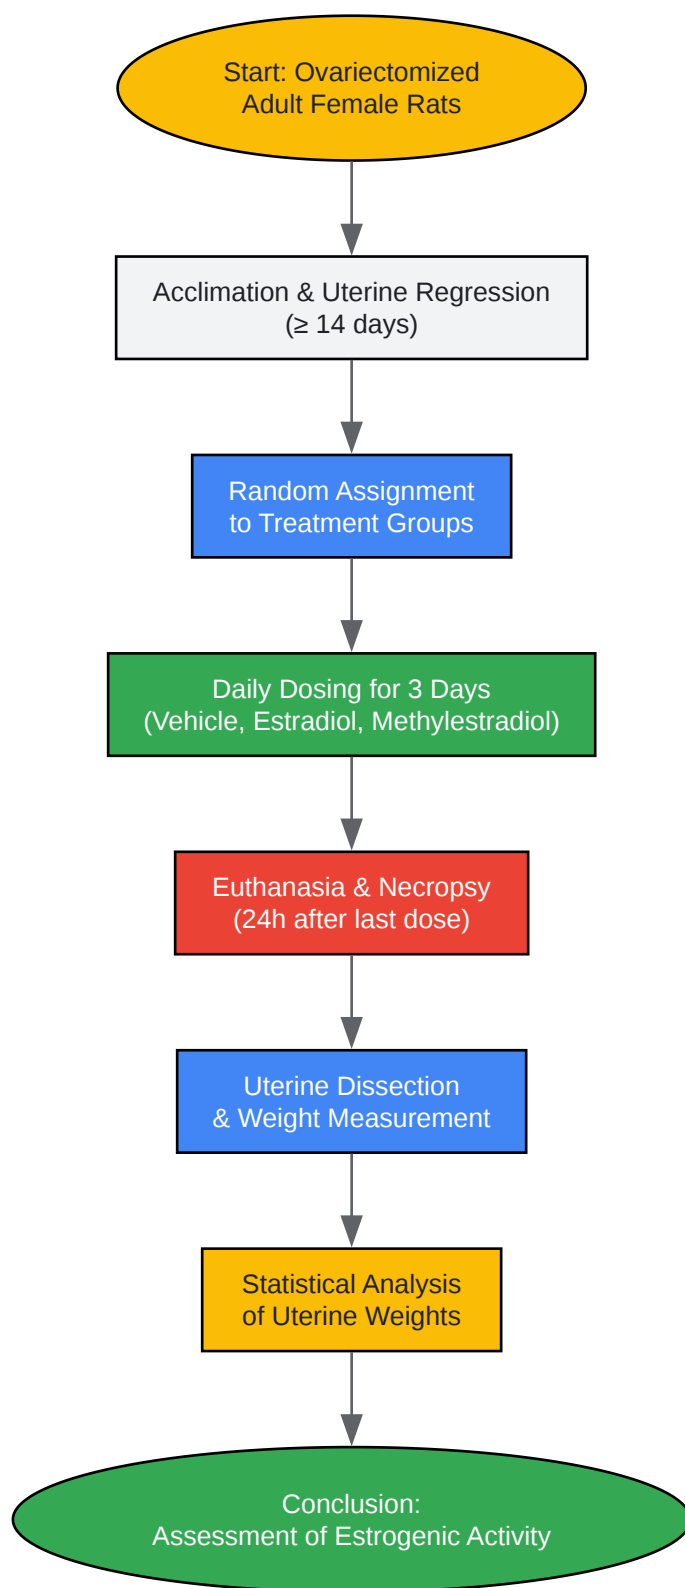 Start: Ovariectomized
Adult Female Rats
Acclimation & Uterine Regression
(≥ 14 days)
Random Assignment
to Treatment Groups
Daily Dosing for 3 Days
(Vehicle, Estradiol, Methylestradiol)
Euthanasia & Necropsy
(24h after last dose)
Uterine Dissection
& Weight Measurement
Statistical Analysis
of Uterine Weights
Conclusion:
Assessment of Estrogenic Activity